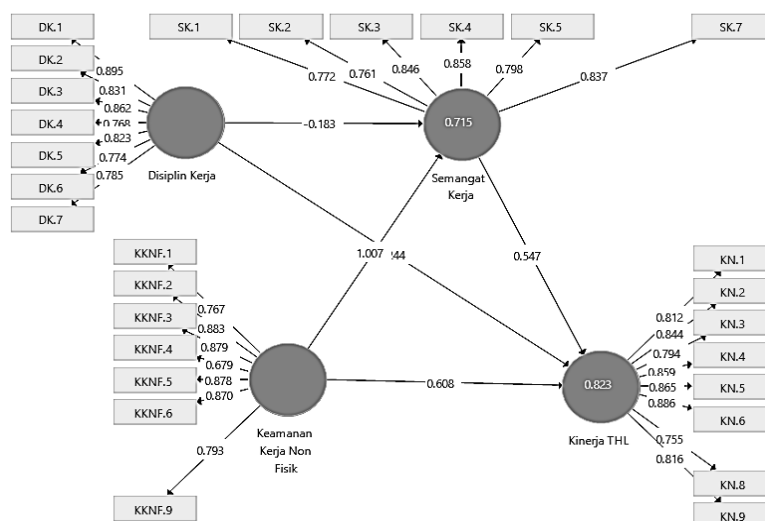 DK.1
DK.2
DK.3
DK.4
DK.5
DK.6
DK.7
0.895
0.831
0.862
0.768
0.823
0.774
0.785
Disiplin Kerja
SK.1
SK.2
SK.3
SK.4
SK.5
SK.7
0.772
0.761
0.846
0.858
0.798
0.837
0.715
Semangat
Kerja
-0.183
1.007
0.547
KKNF.1
KKNF.2
KKNF.3
KKNF.4
KKNF.5
KKNF.6
KKNF.9
0.767
0.883
0.879
0.679
0.878
0.870
0.793
Keamanan
Kerja Non
Fisik
0.608
0.823
Kinerja THL
KN.1
KN.2
KN.3
KN.4
KN.5
KN.6
KN.8
KN.9
0.812
0.844
0.794
0.859
0.865
0.886
0.755
0.816